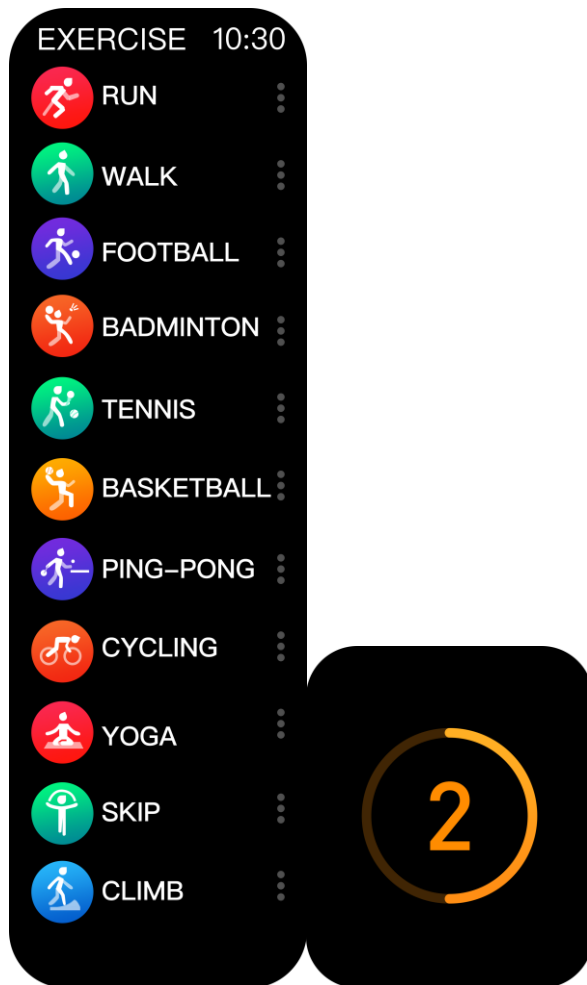 EXERCISE 10:30
RUN
WALK
FOOTBALL
BADMINTON
TENNIS
BASKETBALL
PING-PONG
CYCLING
YOGA
SKIP
CLIMB
2